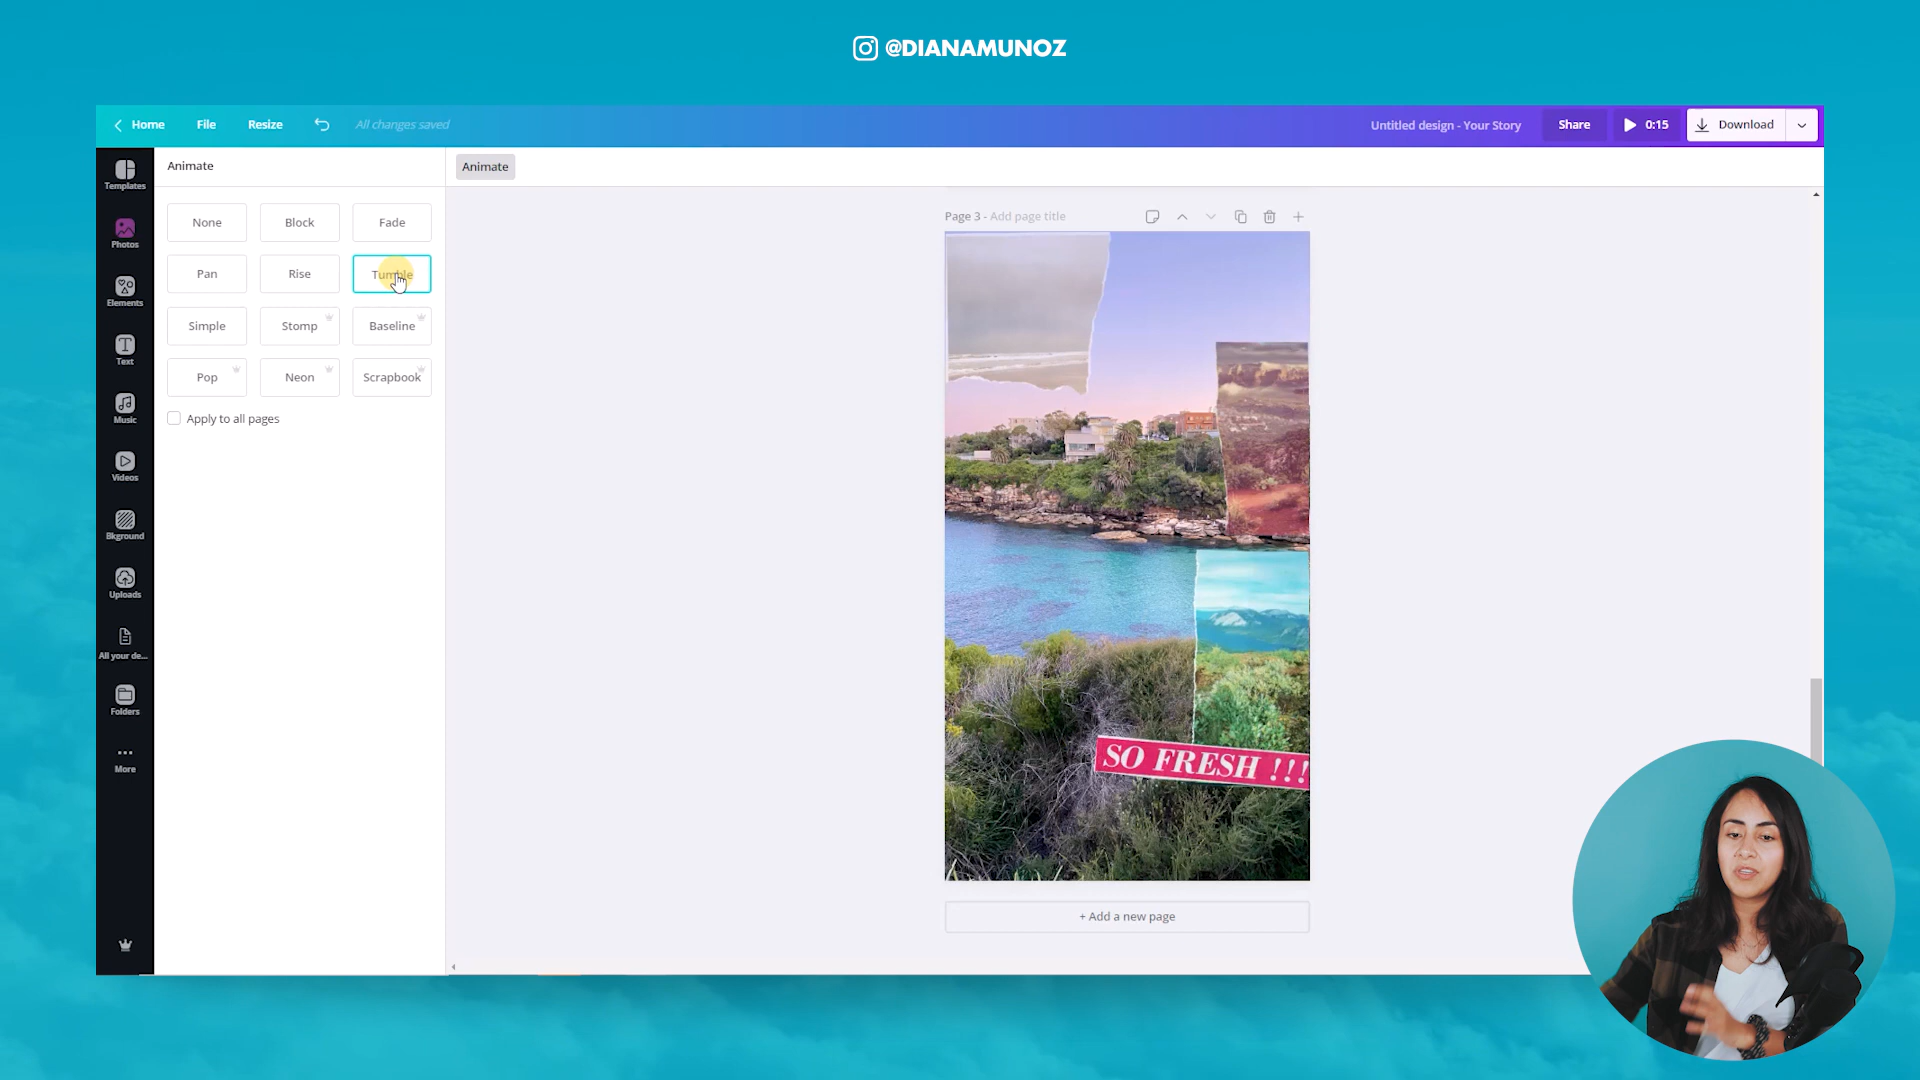 @DIANAMUNOZ
Home File Resize All changes saved Untitled design - Your Story Share 0:15 Download
Animate
Animate
Templates
Photos
Elements
Text
Music
Videos
Bkground
Uploads
All your de...
Folders
More
None Block Fade
Pan Rise Tumble
Simple Stomp Baseline
Pop Neon Scrapbook
Apply to all pages
Page 3 - Add page title
SO FRESH !!!
+ Add a new page